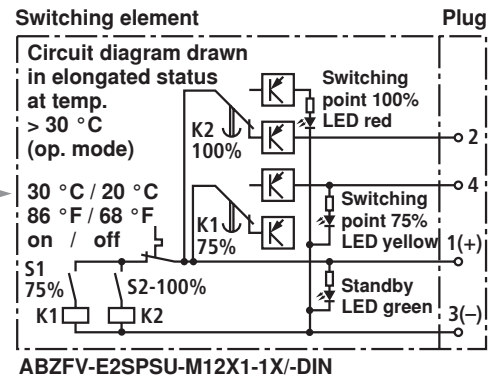 Switching element
Plug
Circuit diagram drawn
in elongated status
at temp.
> 30 °C
(op. mode)
30 °C / 20 °C
86 °F / 68 °F
on / off
K2
100%
K1
75%
Switching
point 100%
LED red
2
4
Switching
point 75%
LED yellow
1(+)
S1
75%
S2-100%
K1
K2
Standby
LED green
3(–)
ABZFV-E2SPSU-M12X1-1X/-DIN